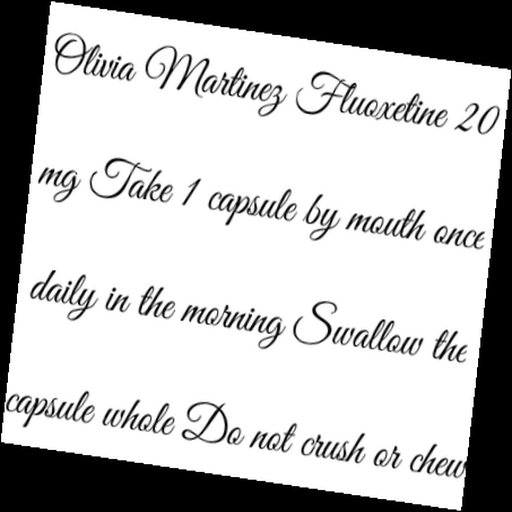 Olivia Martinez Fluoxetine 20
mg Take 1 capsule by mouth once
daily in the morning Swallow the
capsule whole Do not crush or chew